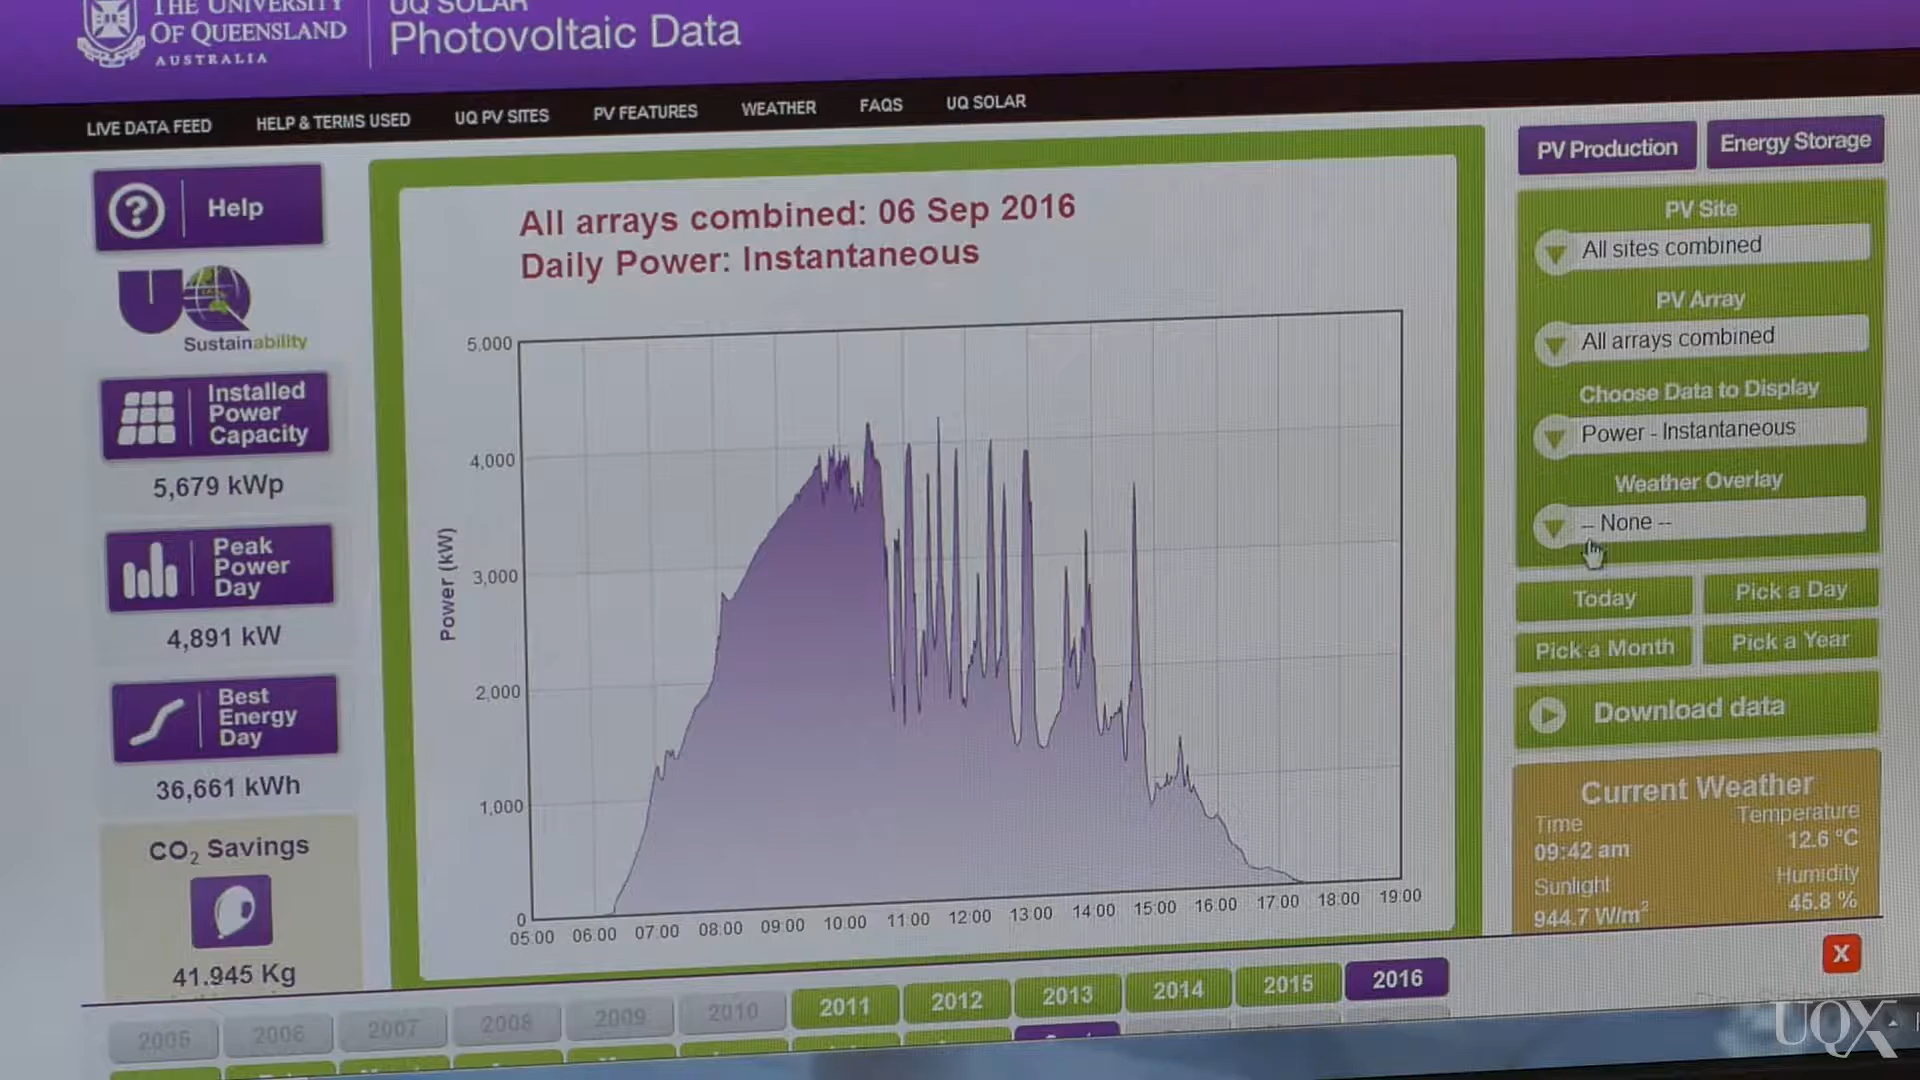 THE UNIVERSITY
OF QUEENSLAND
AUSTRALIA
UQ SOLAR
Photovoltaic Data
LIVE DATA FEED
HELP & TERMS USED
UQ PV SITES
PV FEATURES
WEATHER
FAQS
UQ SOLAR
Help
UQ
Sustainability
Installed
Power
Capacity
5,679 kWp
Peak
Power
Day
4,891 kW
Best
Energy
Day
36,661 kWh
CO2 Savings
41.945 Kg
All arrays combined: 06 Sep 2016
Daily Power: Instantaneous
Power (kW)
5,000
4,000
3,000
2,000
1,000
0
05:00 06:00 07:00 08:00 09:00 10:00 11:00 12:00 13:00 14:00 15:00 16:00 17:00 18:00 19:00
PV Production
Energy Storage
PV Site
All sites combined
PV Array
All arrays combined
Choose Data to Display
Power - Instantaneous
Weather Overlay
-- None --
Today
Pick a Day
Pick a Month
Pick a Year
Download data
Current Weather
Time
09:42 am
Temperature
12.6 °C
Sunlight
944.7 W/m2
Humidity
45.8 %
X
2005 2006 2007 2008 2009 2010 2011 2012 2013 2014 2015 2016
UQX